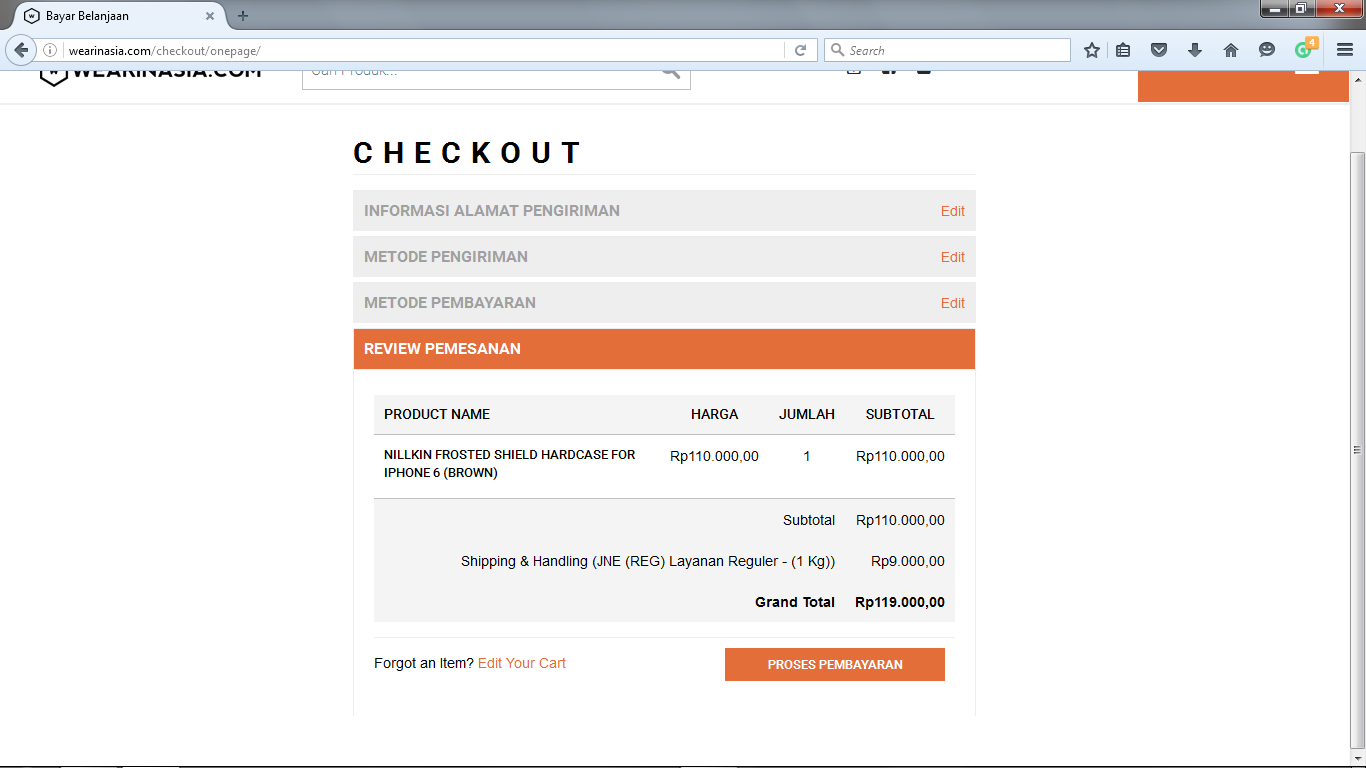 Bayar Belanjaan
wearinasia.com/checkout/onepage/
Search
4
WEARINASIA.COM
Cari Produk...
CHECKOUT
INFORMASI ALAMAT PENGIRIMAN Edit
METODE PENGIRIMAN Edit
METODE PEMBAYARAN Edit
REVIEW PEMESANAN
PRODUCT NAME HARGA JUMLAH SUBTOTAL
NILLKIN FROSTED SHIELD HARDCASE FOR Rp110.000,00 1 Rp110.000,00
IPHONE 6 (BROWN)
Subtotal Rp110.000,00
Shipping & Handling (JNE (REG) Layanan Reguler - (1 Kg)) Rp9.000,00
Grand Total Rp119.000,00
Forgot an Item? Edit Your Cart PROSES PEMBAYARAN